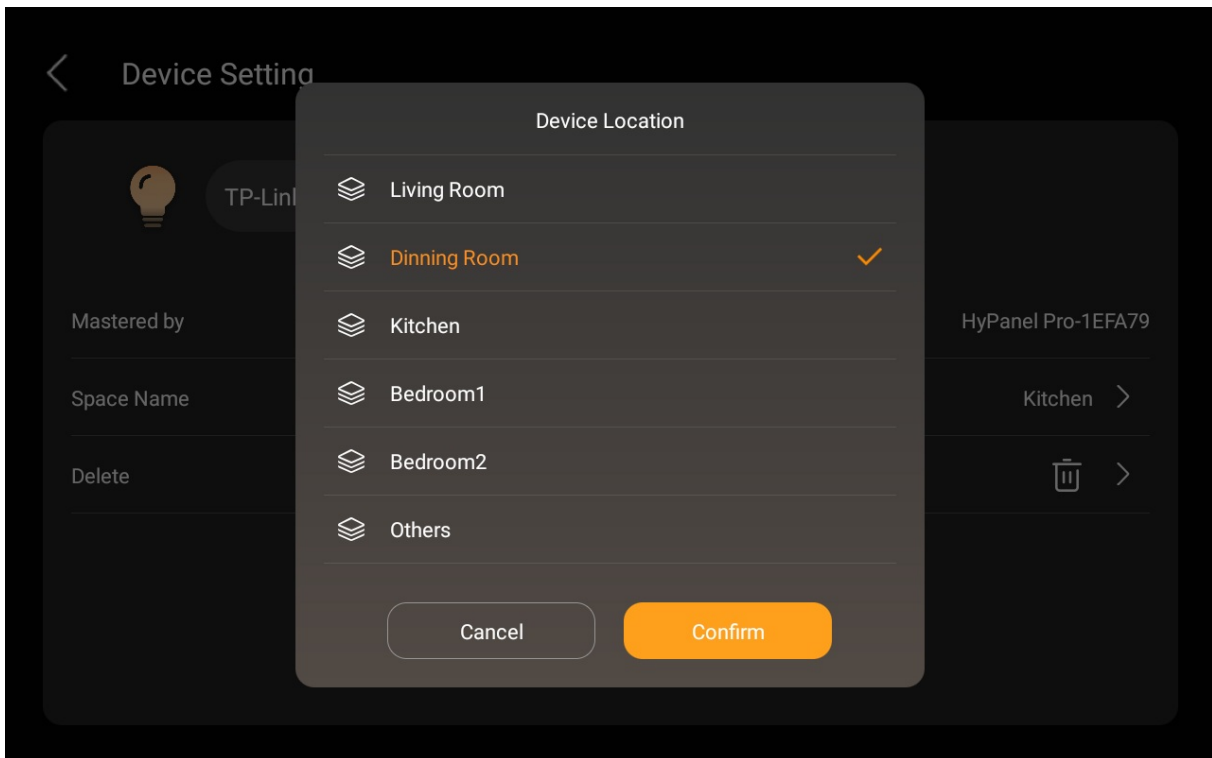 Device Setting
Device Location
TP-Lin
Living Room
Dinning Room
Mastered by
Kitchen
HyPanel Pro-1EFA79
Space Name
Bedroom1
Kitchen
Bedroom2
Delete
Others
Cancel
Confirm